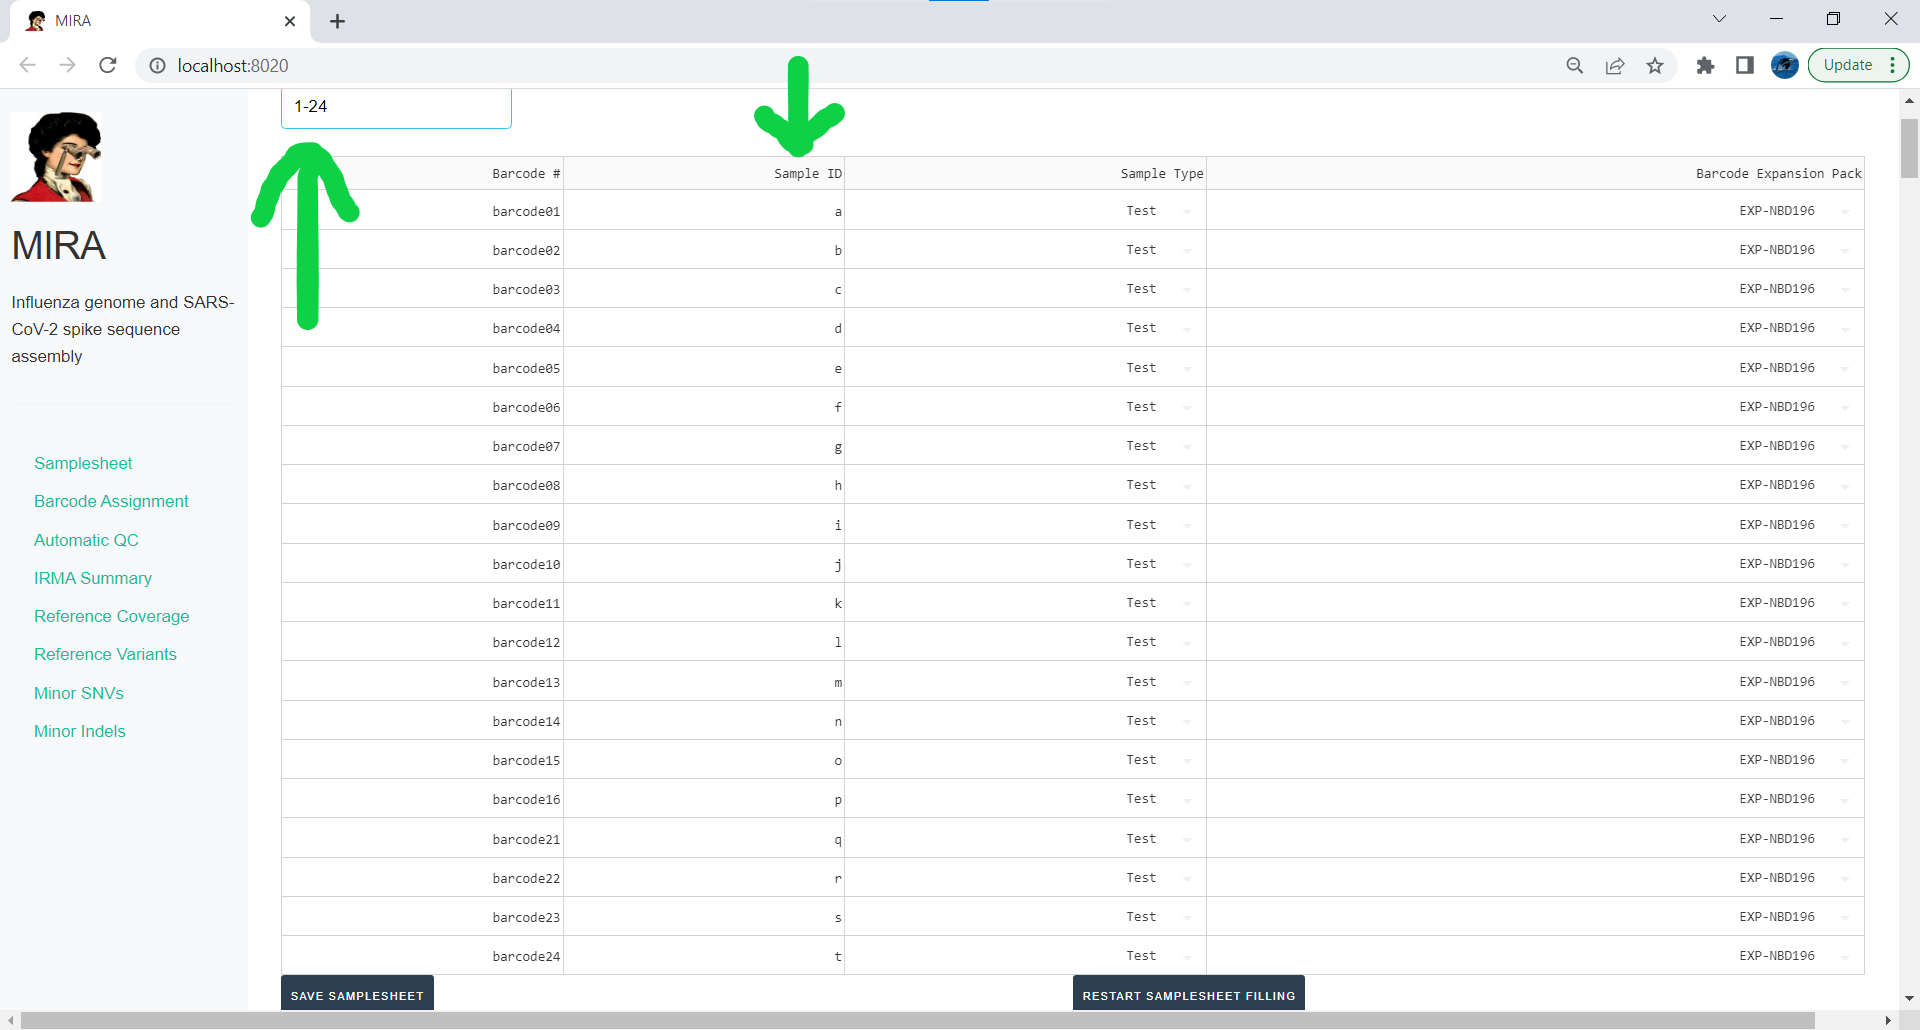 MIRA
localhost:8020
Update
MIRA
Influenza genome and SARS-
CoV-2 spike sequence
assembly
Samplesheet
Barcode Assignment
Automatic QC
IRMA Summary
Reference Coverage
Reference Variants
Minor SNVs
Minor Indels
1-24
Barcode # Sample ID Sample Type Barcode Expansion Pack
barcode01 a Test EXP-NBD196
barcode02 b Test EXP-NBD196
barcode03 c Test EXP-NBD196
barcode04 d Test EXP-NBD196
barcode05 e Test EXP-NBD196
barcode06 f Test EXP-NBD196
barcode07 g Test EXP-NBD196
barcode08 h Test EXP-NBD196
barcode09 i Test EXP-NBD196
barcode10 j Test EXP-NBD196
barcode11 k Test EXP-NBD196
barcode12 l Test EXP-NBD196
barcode13 m Test EXP-NBD196
barcode14 n Test EXP-NBD196
barcode15 o Test EXP-NBD196
barcode16 p Test EXP-NBD196
barcode21 q Test EXP-NBD196
barcode22 r Test EXP-NBD196
barcode23 s Test EXP-NBD196
barcode24 t Test EXP-NBD196
SAVE SAMPLESHEET RESTART SAMPLESHEET FILLING